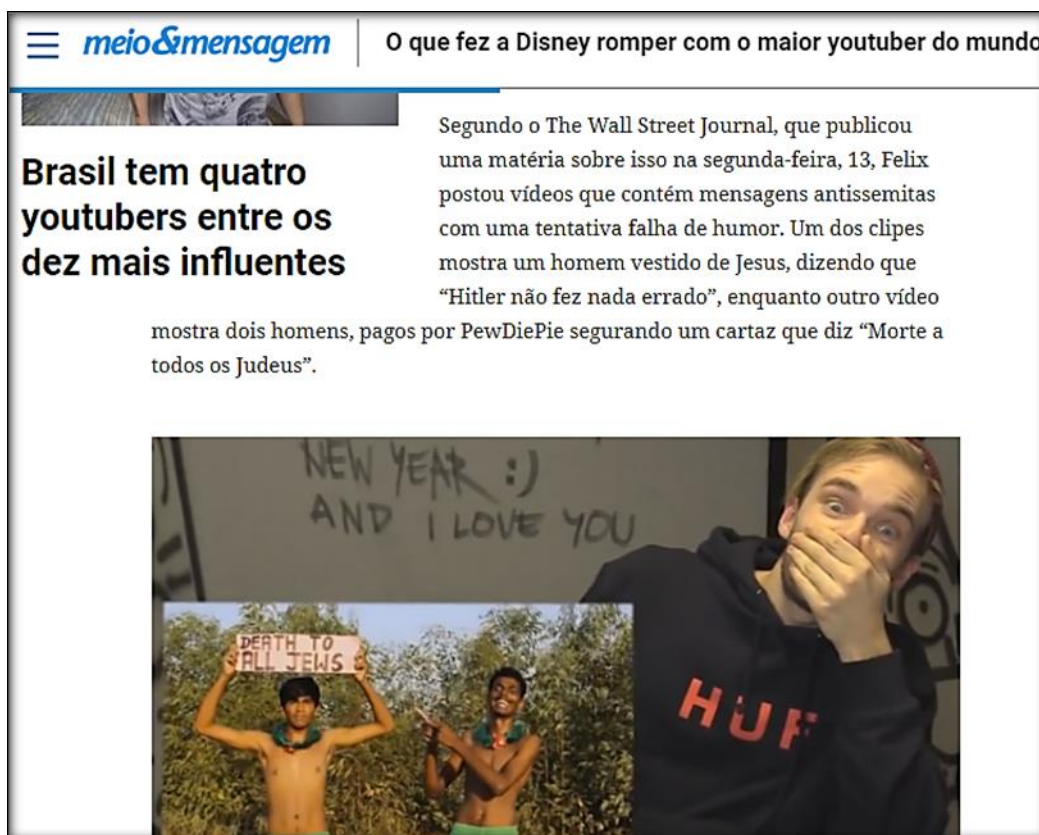 meio&mensagem
O que fez a Disney romper com o maior youtuber do mundo
Brasil tem quatro
youtubers entre os
dez mais influentes
Segundo o The Wall Street Journal, que publicou
uma matéria sobre isso na segunda-feira, 13, Felix
postou vídeos que contém mensagens antissemitas
com uma tentativa falha de humor. Um dos clipes
mostra um homem vestido de Jesus, dizendo que
“Hitler não fez nada errado”, enquanto outro vídeo
mostra dois homens, pagos por PewDiePie segurando um cartaz que diz “Morte a
todos os Judeus”.
NEW YEAR :)
AND I LOVE YOU
DEATH TO
ALL JEWS
HUF